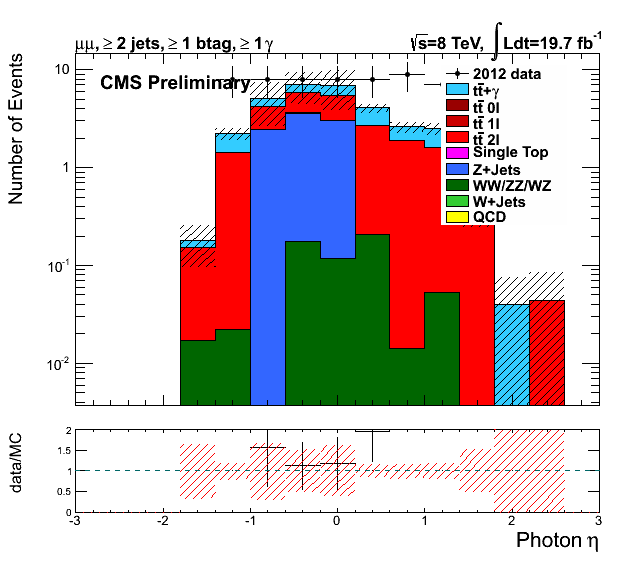 μμ, ≥ 2 jets, ≥ 1 btag, ≥ 1 γ
√s=8 TeV, ∫ Ldt=19.7 fb⁻¹
CMS Preliminary
2012 data
tt̄+γ
tt̄ 0l
tt̄ 1l
tt̄ 2l
Single Top
Z+Jets
WW/ZZ/WZ
W+Jets
QCD
Number of Events
10
1
10⁻¹
10⁻²
data/MC
2
1.5
1
0.5
0
-3 -2 -1 0 1 2 3
Photon η